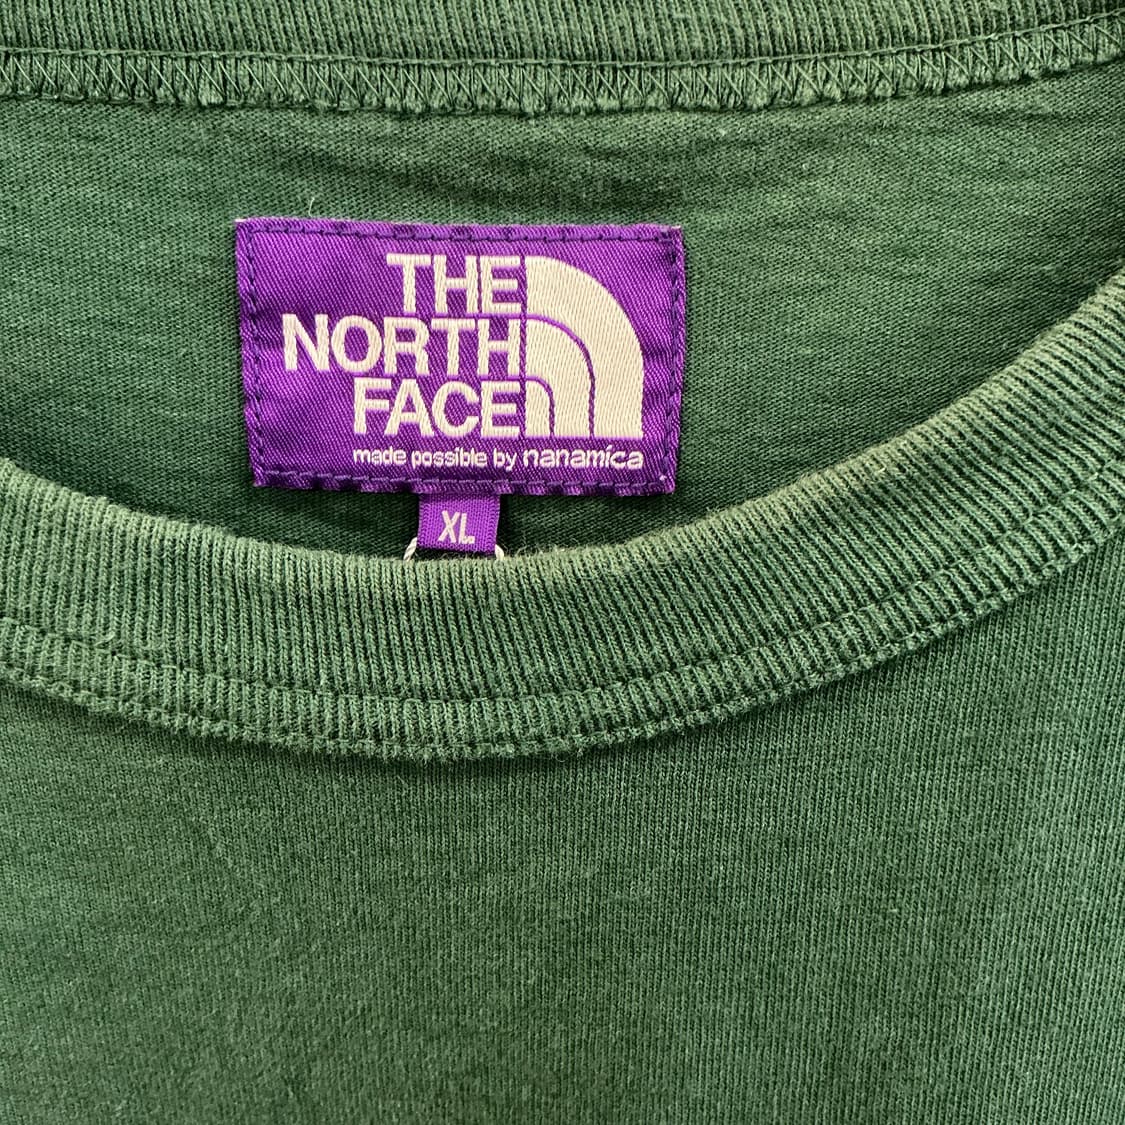 THE
NORTH
FACE
made possible by nanamica
XL